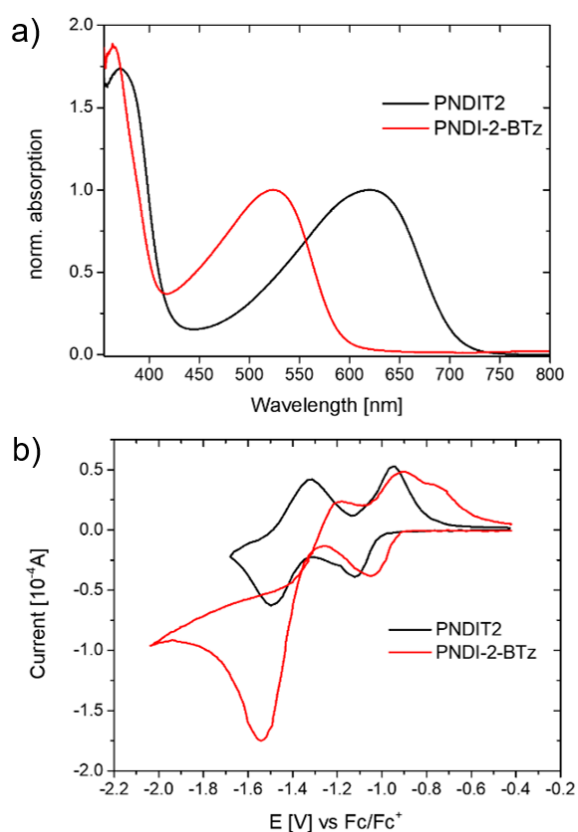 a)
2.0
1.5
1.0
0.5
0.0
norm. absorption
PNDIT2
PNDI-2-BTz
400 450 500 550 600 650 700 750 800
Wavelength [nm]
b)
0.5
0.0
-0.5
-1.0
-1.5
-2.0
Current [10⁻⁴A]
PNDIT2
PNDI-2-BTz
-2.2 -2.0 -1.8 -1.6 -1.4 -1.2 -1.0 -0.8 -0.6 -0.4 -0.2
E [V] vs Fc/Fc⁺